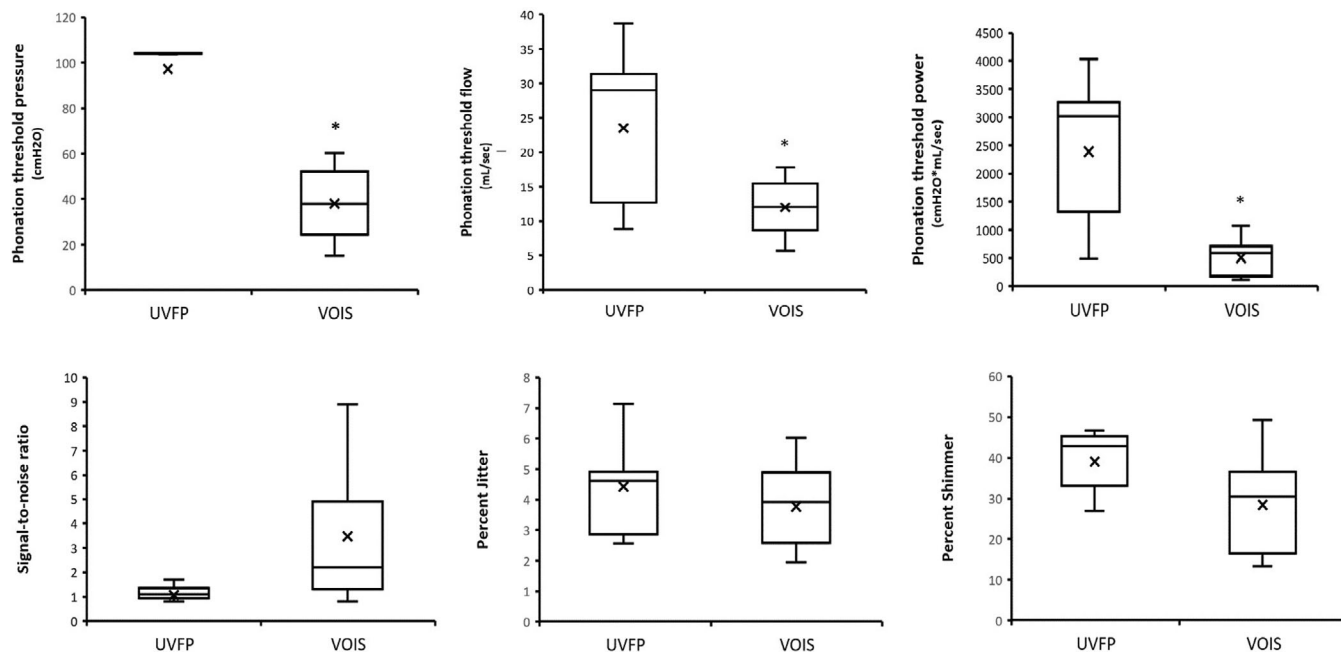 Phonation threshold pressure
(cmH2O)
120
100
80
60
40
20
0
*
UVFP
VOIS
Phonation threshold flow
(mL/sec)
40
35
30
25
20
15
10
5
0
*
UVFP
VOIS
Phonation threshold power
(cmH2O*mL/sec)
4500
4000
3500
3000
2500
2000
1500
1000
500
0
*
UVFP
VOIS
Signal-to-noise ratio
10
9
8
7
6
5
4
3
2
1
0
UVFP
VOIS
Percent Jitter
8
7
6
5
4
3
2
1
0
UVFP
VOIS
Percent Shimmer
60
50
40
30
20
10
0
UVFP
VOIS